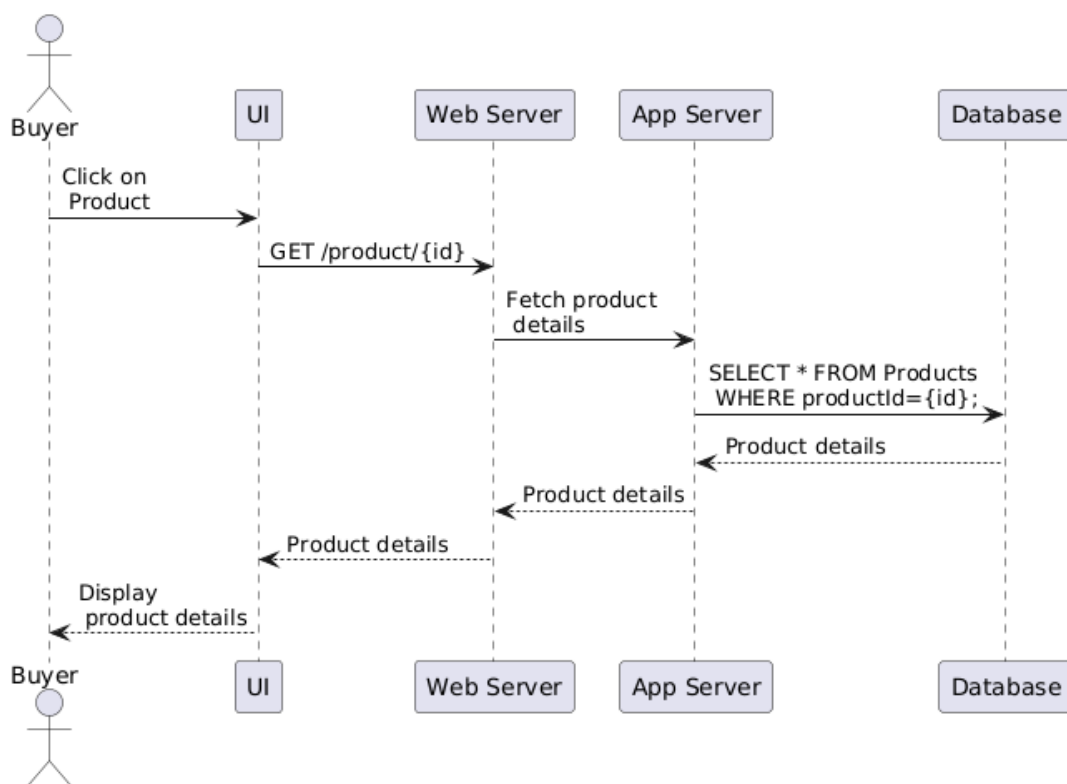 Buyer
UI
Web Server
App Server
Database
Click on
Product
GET /product/{id}
Fetch product
details
SELECT * FROM Products
WHERE productId={id};
Product details
Product details
Product details
Display
product details
Buyer
UI
Web Server
App Server
Database